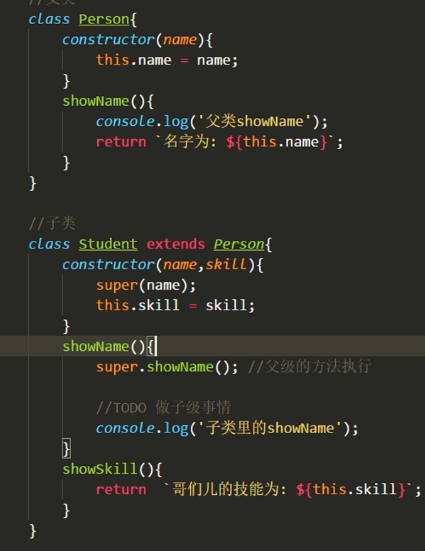 //父类
class Person{
constructor(name){
this.name = name;
}
showName(){
console.log('父类showName');
return `名字为: ${this.name}`;
}
}
//子类
class Student extends Person{
constructor(name,skill){
super(name);
this.skill = skill;
}
showName(){
super.showName(); //父级的方法执行
//TODO 做子级事情
console.log('子类里的showName');
}
showSkill(){
return `哥们儿的技能为: ${this.skill}`;
}
}